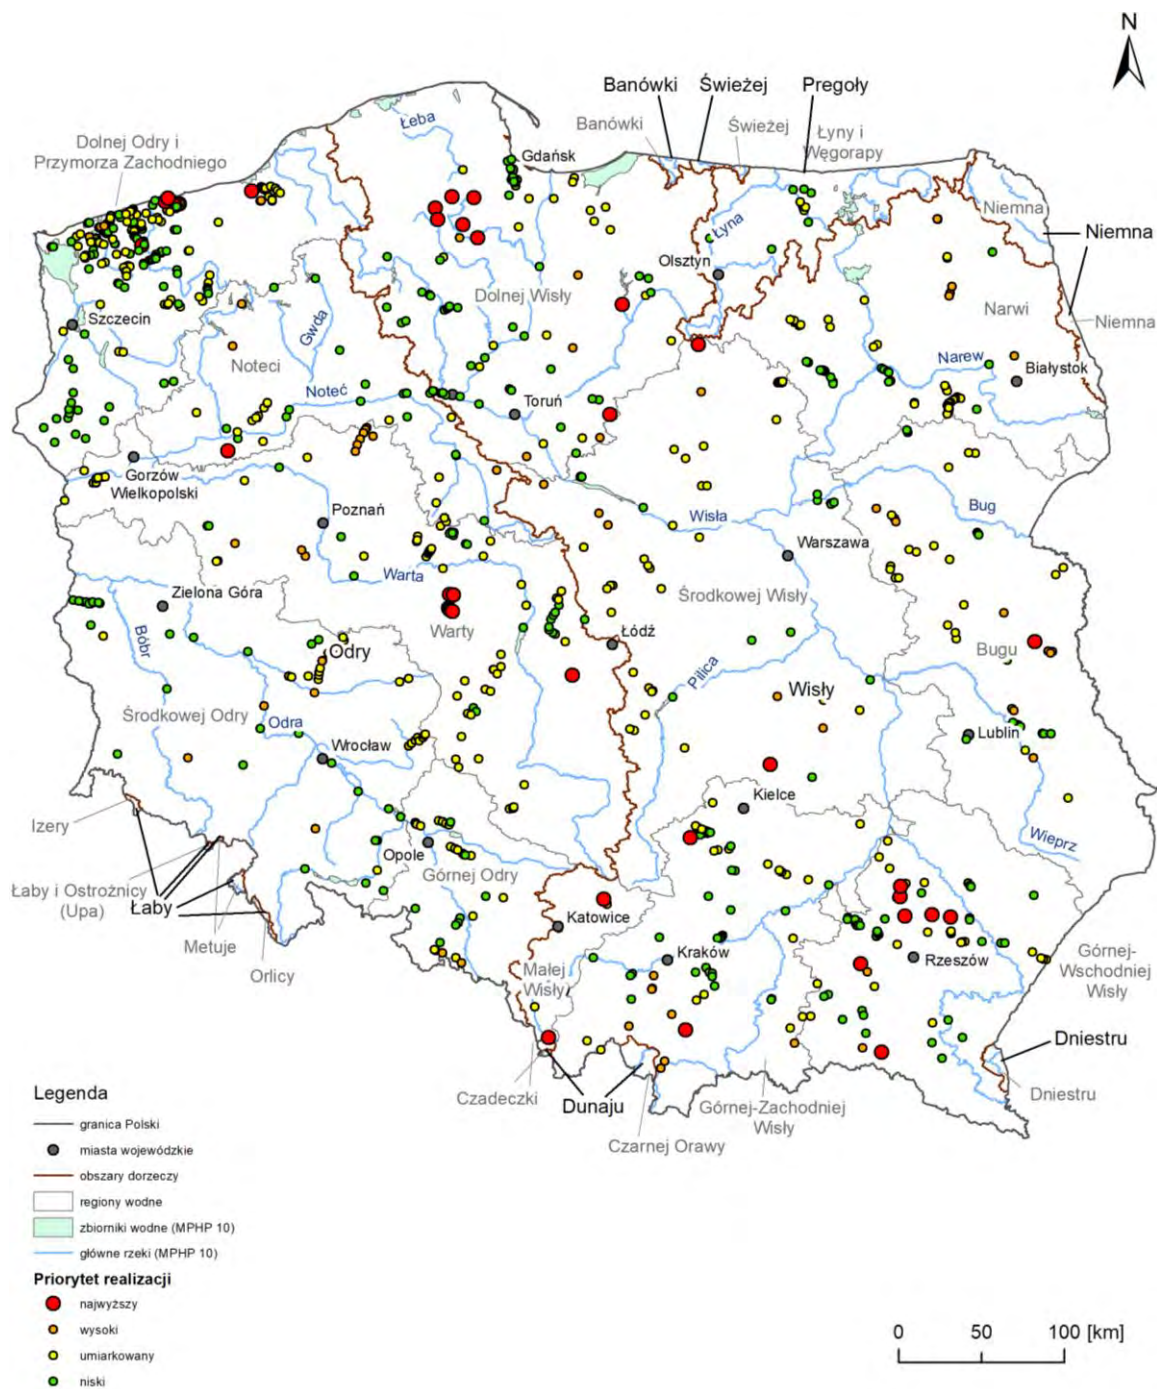 N
Banówki
Świeżej
Pregoły
Banówki
Świeżej
Łyny i
Węgorapy
Łeba
Dolnej Odry i
Przymorza Zachodniego
Gdańsk
Niemna
Niemna
Łyna
Olsztyn
Dolnej Wisły
Narwi
Niemna
Szczecin
Gwda
Noteci
Narew
Białystok
Noteć
Toruń
Gorzów
Wielkopolski
Poznań
Wisła
Bug
Warszawa
Warta
Zielona Góra
Środkowej Wisły
Warty
Bóbr
Łódź
Odry
Bugu
Pilica
Wisły
Środkowej Odry
Odra
Wrocław
Lublin
Kielce
Izery
Wieprz
Opole
Górnej Odry
Łaby i Ostrożnicy
(Upa)
Łaby
Katowice
Metuje
Orlicy
Kraków
Rzeszów
Górnej-
Wschodniej
Wisły
Małej
Wisły
Dniestru
Czadeczki
Dunaju
Górnej-Zachodniej
Wisły
Dniestru
Czarnej Orawy
Legenda
granica Polski
miasta wojewódzkie
obszary dorzeczy
regiony wodne
zbiorniki wodne (MPHP 10)
główne rzeki (MPHP 10)
Priorytet realizacji
najwyższy
wysoki
umiarkowany
niski
0 50 100 [km]